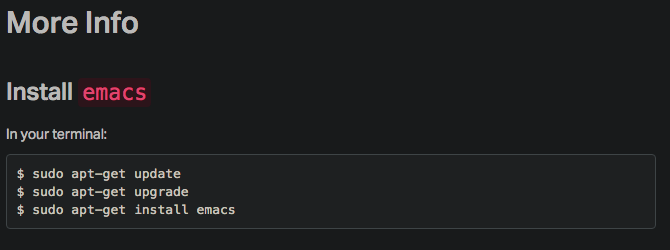 More Info
Install emacs
In your terminal:
$ sudo apt-get update
$ sudo apt-get upgrade
$ sudo apt-get install emacs